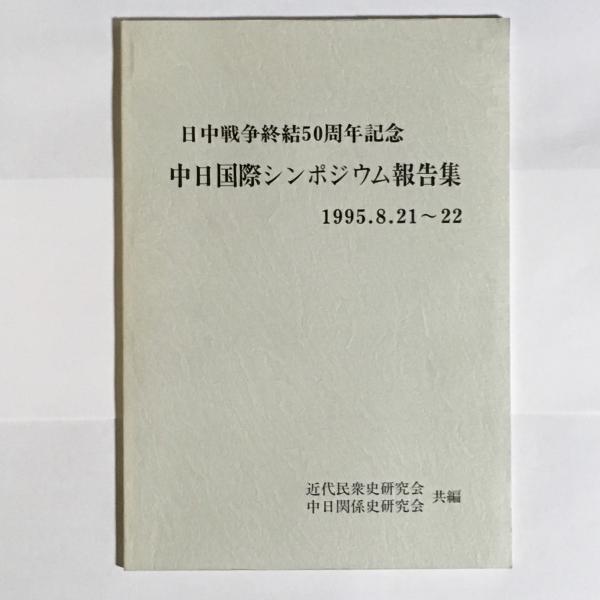 日中戦争終結50周年記念
中日国際シンポジウム報告集
1995.8.21～22
近代民衆史研究会
中日関係史研究会 共編